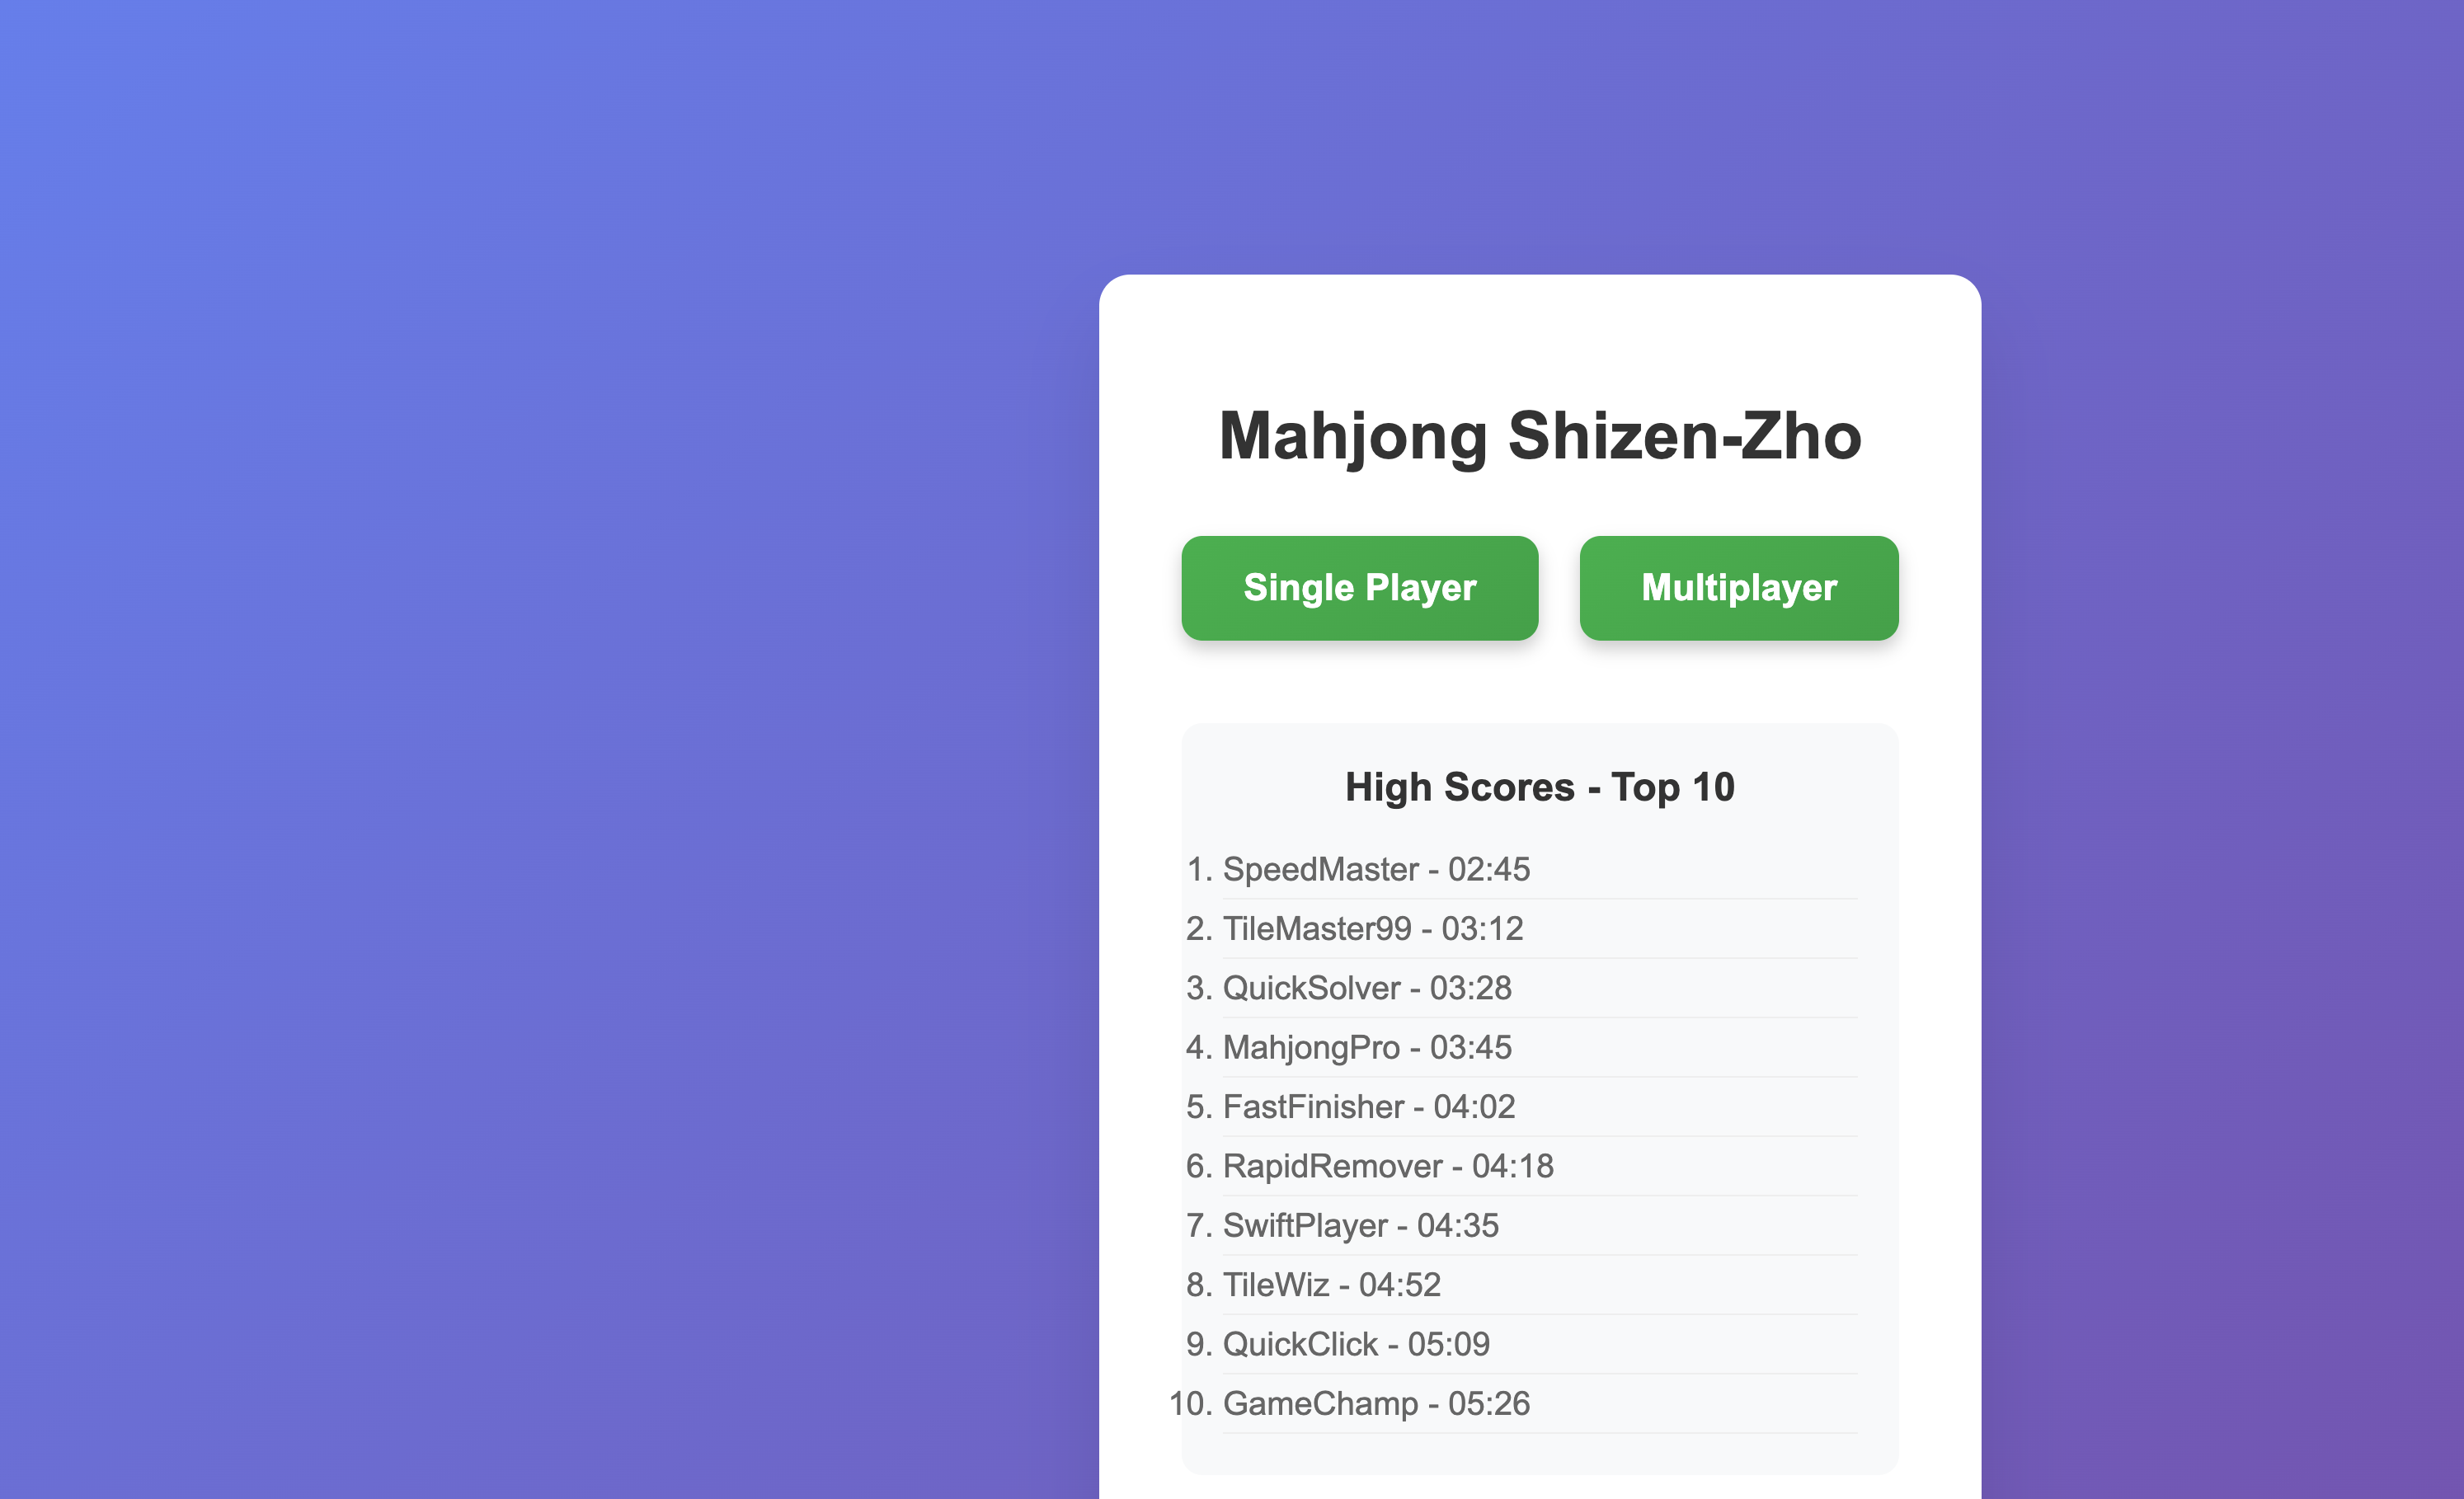 Mahjong Shizen-Zho
Single Player
Multiplayer
High Scores - Top 10
1. SpeedMaster - 02:45
2. TileMaster99 - 03:12
3. QuickSolver - 03:28
4. MahjongPro - 03:45
5. FastFinisher - 04:02
6. RapidRemover - 04:18
7. SwiftPlayer - 04:35
8. TileWiz - 04:52
9. QuickClick - 05:09
10. GameChamp - 05:26